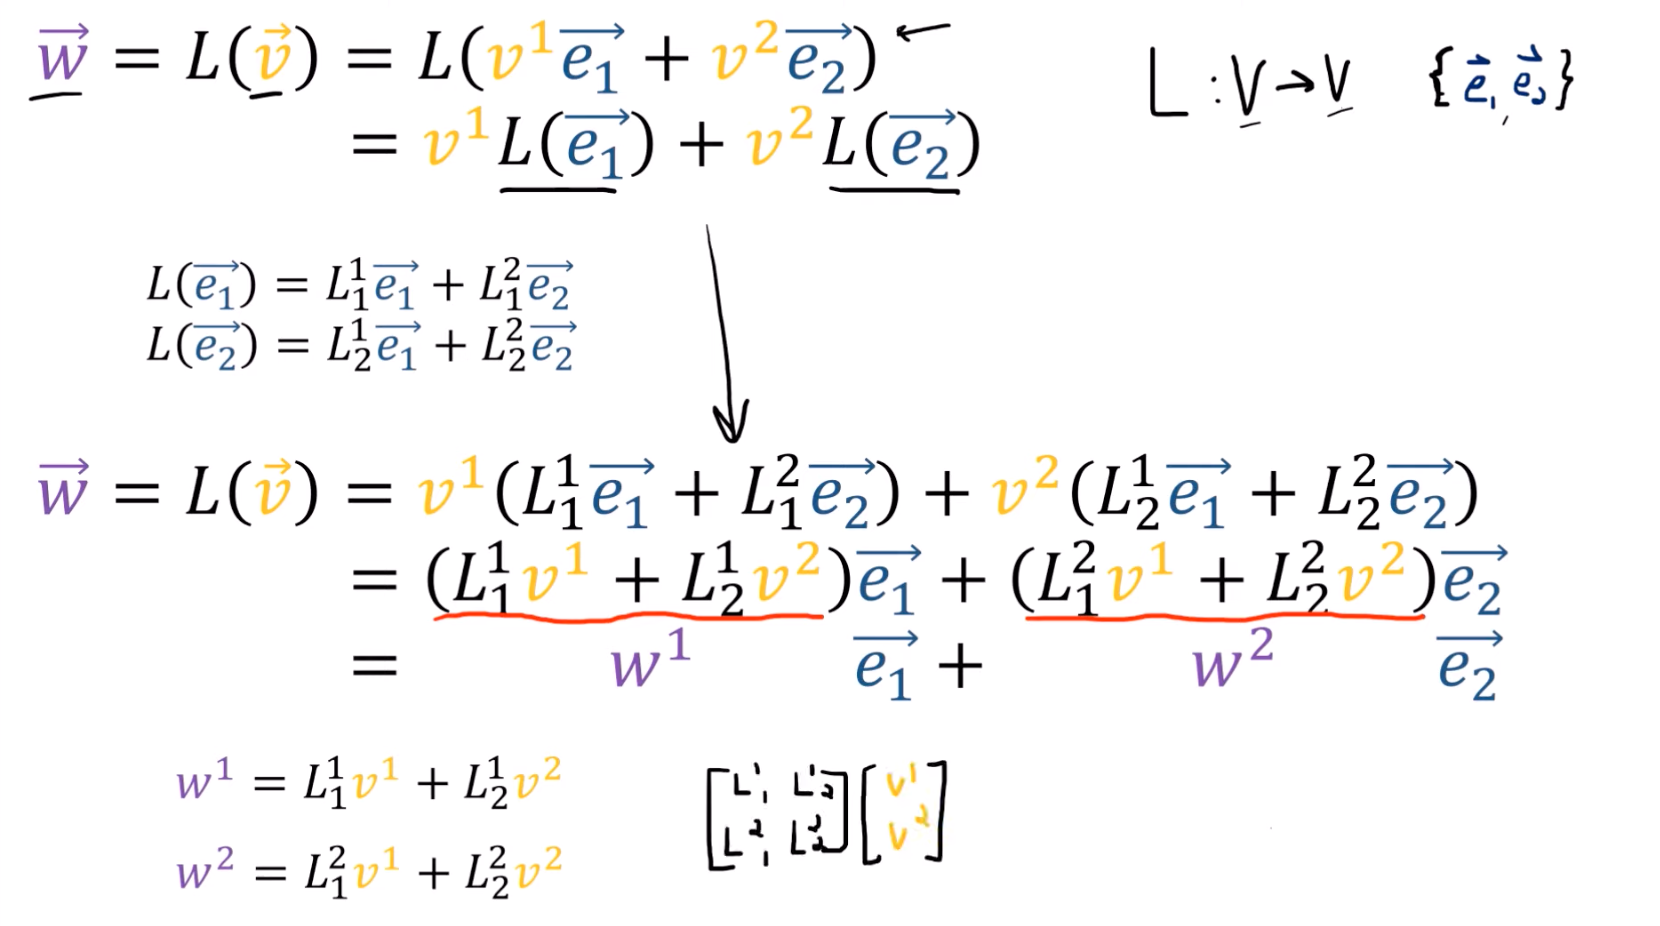 w⃗ = L(v⃗) = L(v¹e₁⃗ + v²e₂⃗)
L : V → V {e⃗₁, e⃗₂}
= v¹L(e₁⃗) + v²L(e₂⃗)
L(e₁⃗) = L₁¹e₁⃗ + L₁²e₂⃗
L(e₂⃗) = L₂¹e₁⃗ + L₂²e₂⃗
w⃗ = L(v⃗) = v¹(L₁¹e₁⃗ + L₁²e₂⃗) + v²(L₂¹e₁⃗ + L₂²e₂⃗)
= (L₁¹v¹ + L₂¹v²)e₁⃗ + (L₁²v¹ + L₂²v²)e₂⃗
= w¹ e₁⃗ + w² e₂⃗
w¹ = L₁¹v¹ + L₂¹v²
w² = L₁²v¹ + L₂²v²
[L¹₁ L¹₂] [v¹]
[L²₁ L²₂] [v²]